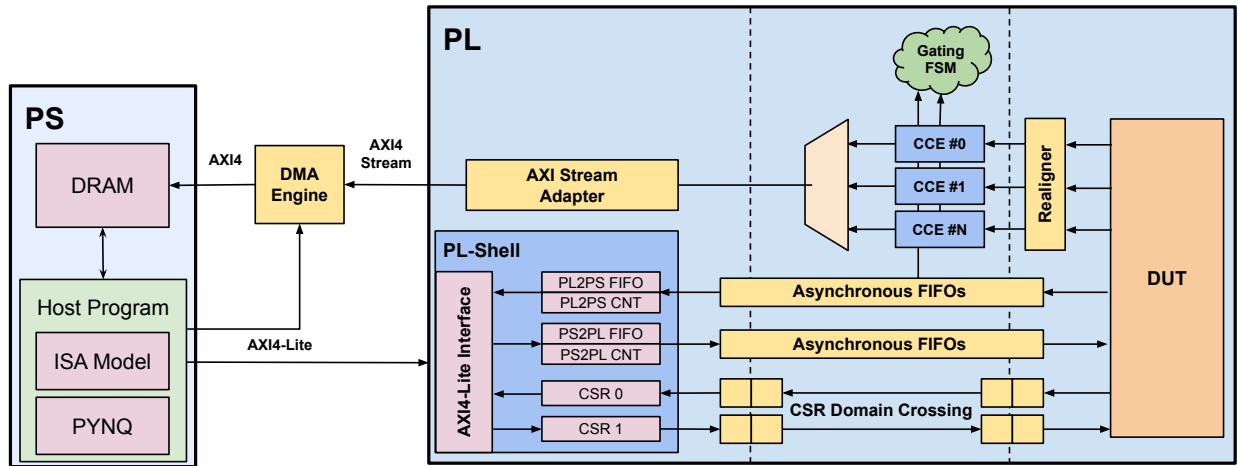 PS
DRAM
Host Program
ISA Model
PYNQ
AXI4
DMA
Engine
AXI4
Stream
AXI4-Lite
PL
AXI Stream
Adapter
Gating
FSM
CCE #0
CCE #1
CCE #N
Realigner
DUT
PL-Shell
AXI4-Lite Interface
PL2PS FIFO
PL2PS CNT
PS2PL FIFO
PS2PL CNT
CSR 0
CSR 1
Asynchronous FIFOs
Asynchronous FIFOs
CSR Domain Crossing